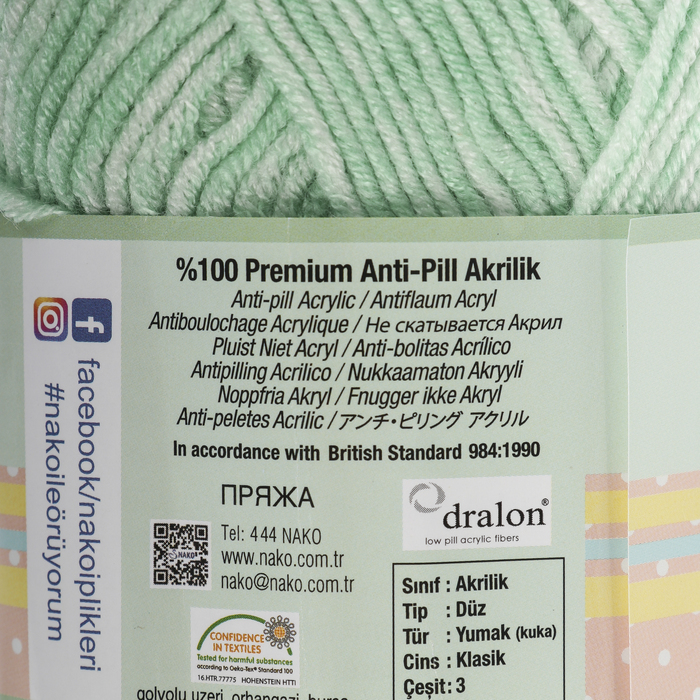 %100 Premium Anti-Pill Akrilik
Anti-pill Acrylic / Antiflaum Acryl
Antiboulochage Acrylique / Не скатывается Акрил
Pluist Niet Acryl / Anti-bolitas Acrílico
Antipilling Acrilico / Nukkaamaton Akryyli
Noppfria Akryl / Fnugger ikke Akryl
Anti-peletes Acrilic / アンチ・ピリング アクリル
In accordance with British Standard 984:1990
facebook/nakoiplikleri
#nakoileörüyorum
ПРЯЖА
NAKO
Tel: 444 NAKO
www.nako.com.tr
nako@nako.com.tr
dralon®
low pill acrylic fibers
CONFIDENCE
IN TEXTILES
Tested for harmful substances
according to Oeko-Tex® Standard 100
16.HTR.77775 HOHENSTEIN HTTI
Sınıf : Akrilik
Tip : Düz
Tür : Yumak (kuka)
Cins : Klasik
Çeşit : 3